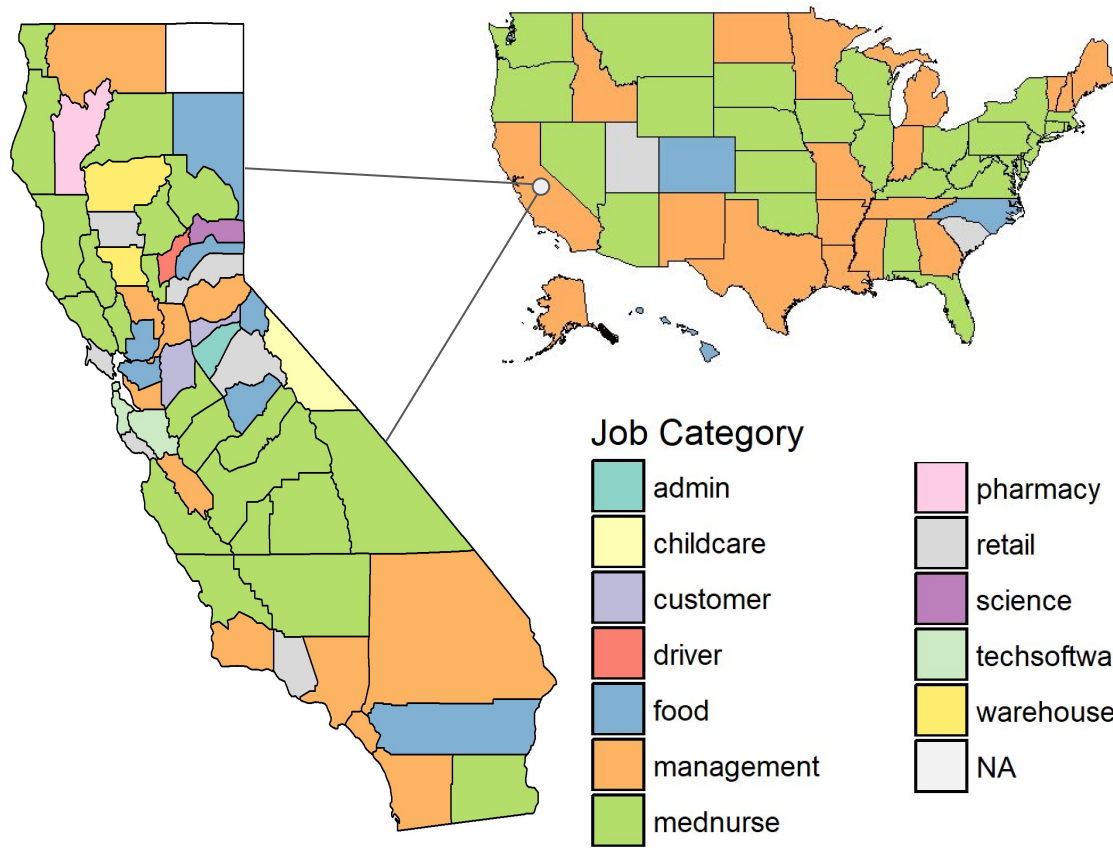 Job Category
admin
childcare
customer
driver
food
management
mednurse
pharmacy
retail
science
techsoftwa
warehouse
NA